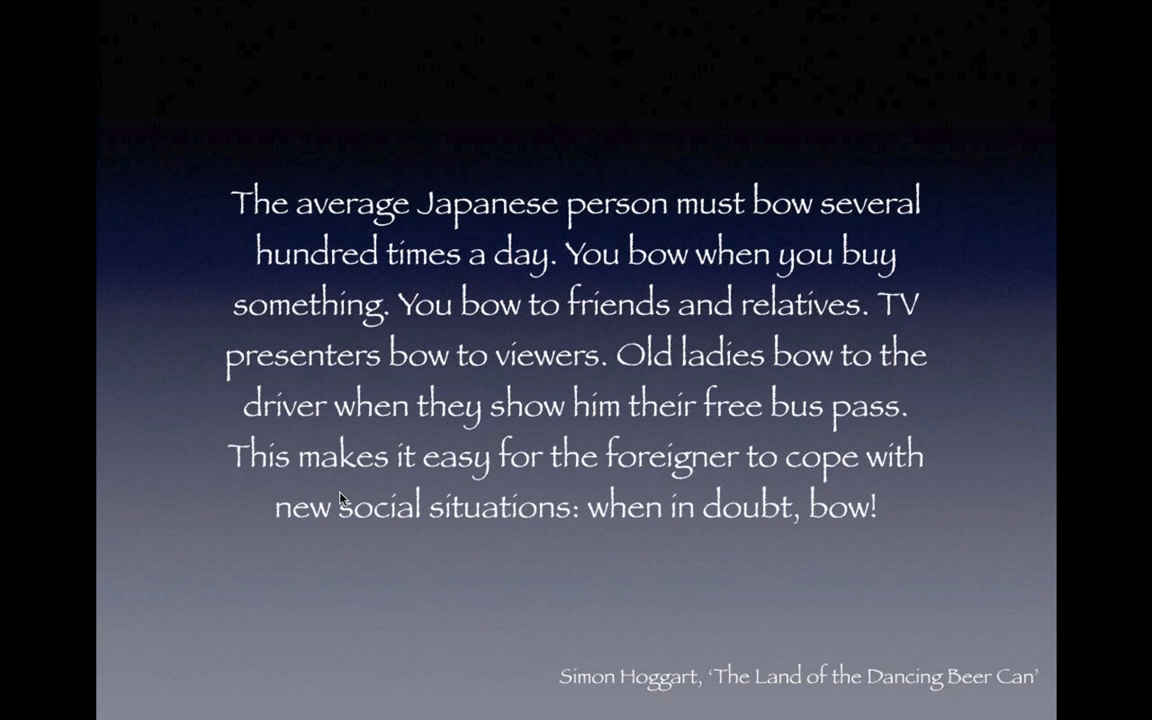 The average Japanese person must bow several
hundred times a day. You bow when you buy
something. You bow to friends and relatives. TV
presenters bow to viewers. Old ladies bow to the
driver when they show him their free bus pass.
This makes it easy for the foreigner to cope with
new social situations: when in doubt, bow!
Simon Hoggart, ‘The Land of the Dancing Beer Can’